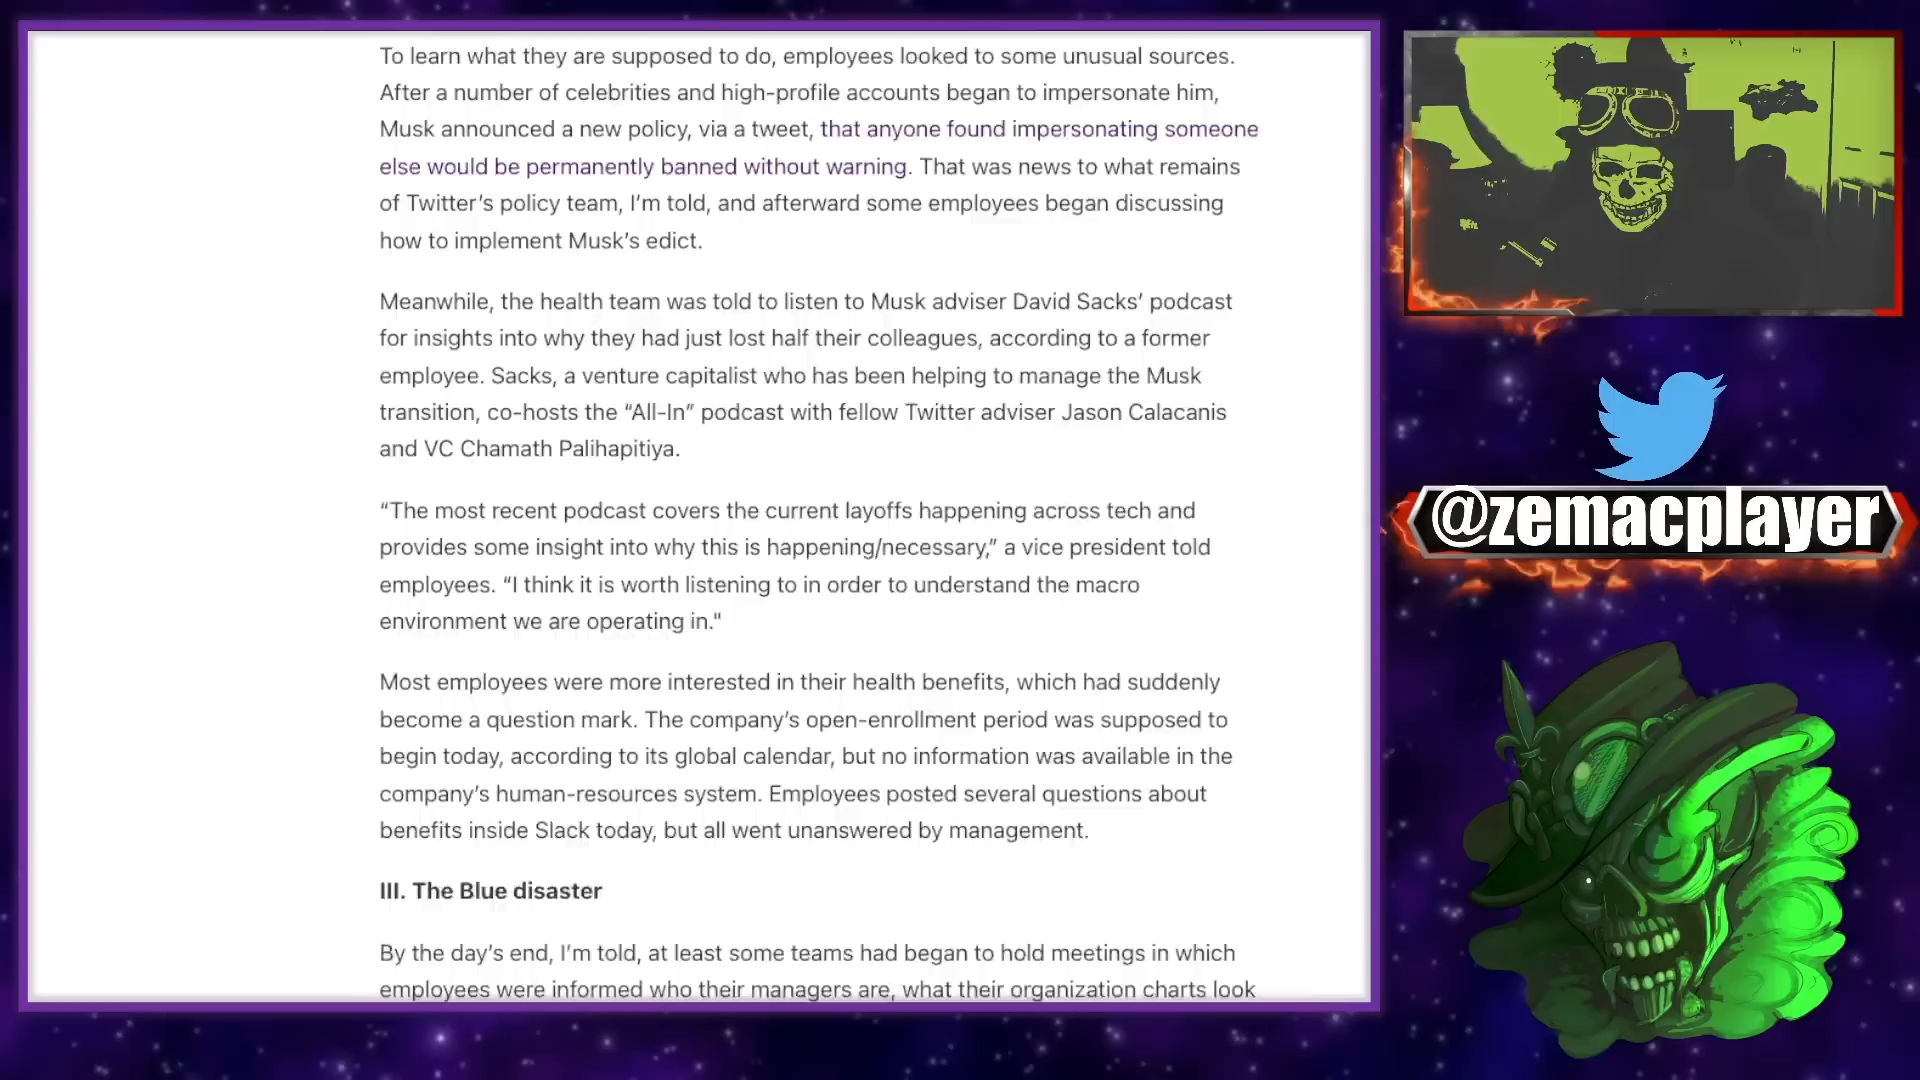 To learn what they are supposed to do, employees looked to some unusual sources.
After a number of celebrities and high-profile accounts began to impersonate him,
Musk announced a new policy, via a tweet, that anyone found impersonating someone
else would be permanently banned without warning. That was news to what remains
of Twitter’s policy team, I’m told, and afterward some employees began discussing
how to implement Musk’s edict.
Meanwhile, the health team was told to listen to Musk adviser David Sacks’ podcast
for insights into why they had just lost half their colleagues, according to a former
employee. Sacks, a venture capitalist who has been helping to manage the Musk
transition, co-hosts the “All-In” podcast with fellow Twitter adviser Jason Calacanis
and VC Chamath Palihapitiya.
“The most recent podcast covers the current layoffs happening across tech and
provides some insight into why this is happening/necessary,” a vice president told
employees. “I think it is worth listening to in order to understand the macro
environment we are operating in."
Most employees were more interested in their health benefits, which had suddenly
become a question mark. The company’s open-enrollment period was supposed to
begin today, according to its global calendar, but no information was available in the
company’s human-resources system. Employees posted several questions about
benefits inside Slack today, but all went unanswered by management.
III. The Blue disaster
By the day’s end, I’m told, at least some teams had began to hold meetings in which
employees were informed who their managers are, what their organization charts look
@zemacplayer